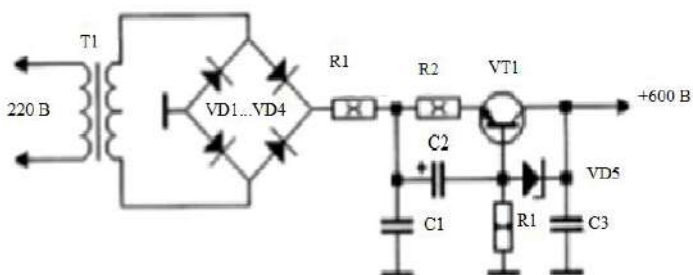 T1
220 В
VD1...VD4
R1
R2
VT1
+600 В
C2
+
VD5
C1
R1
C3